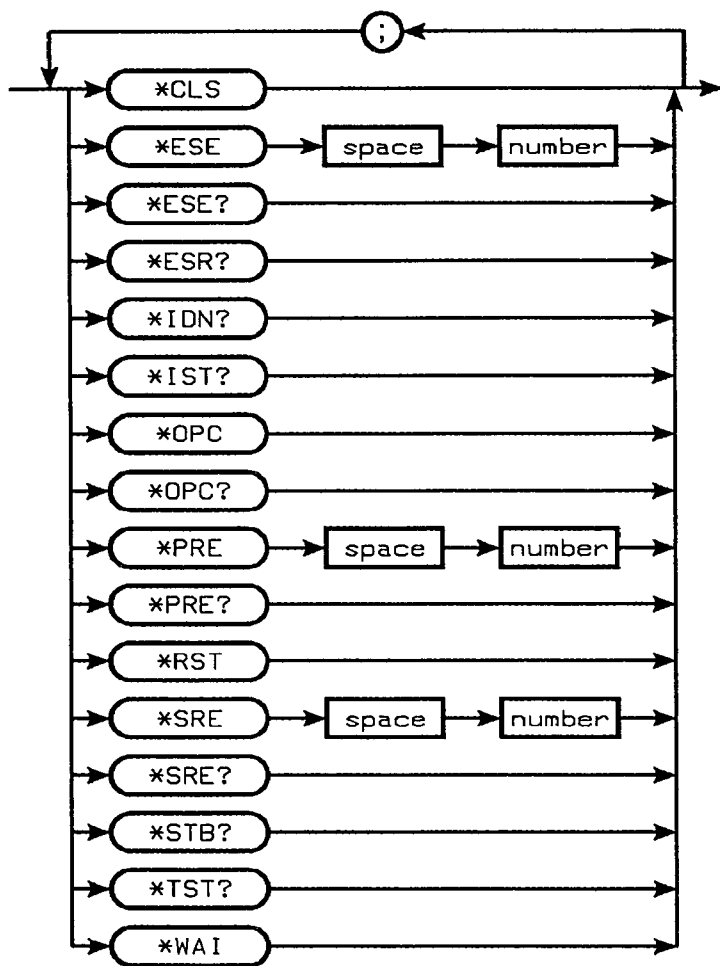 ;
*CLS
*ESE space number
*ESE?
*ESR?
*IDN?
*IST?
*OPC
*OPC?
*PRE space number
*PRE?
*RST
*SRE space number
*SRE?
*STB?
*TST?
*WAI